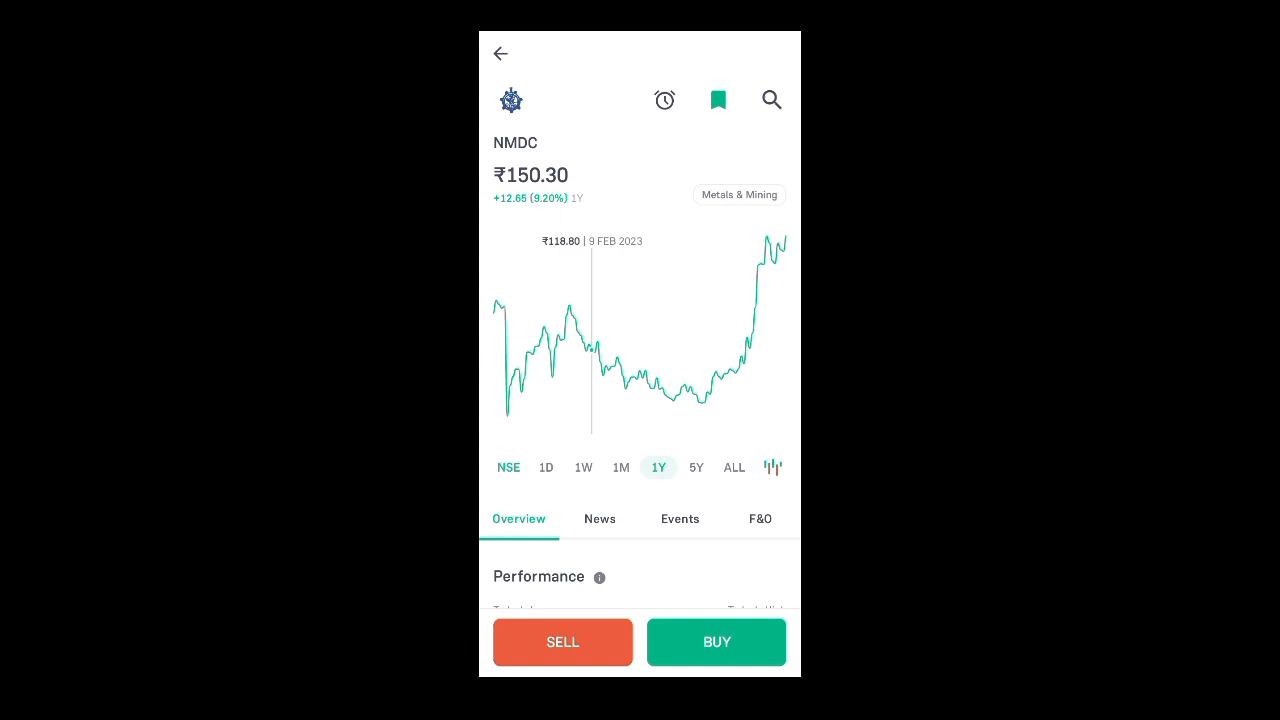 NMDC
₹150.30
+12.65 (9.20%) 1Y
Metals & Mining
₹118.80 | 9 FEB 2023
NSE 1D 1W 1M 1Y 5Y ALL
Overview News Events F&O
Performance
SELL BUY